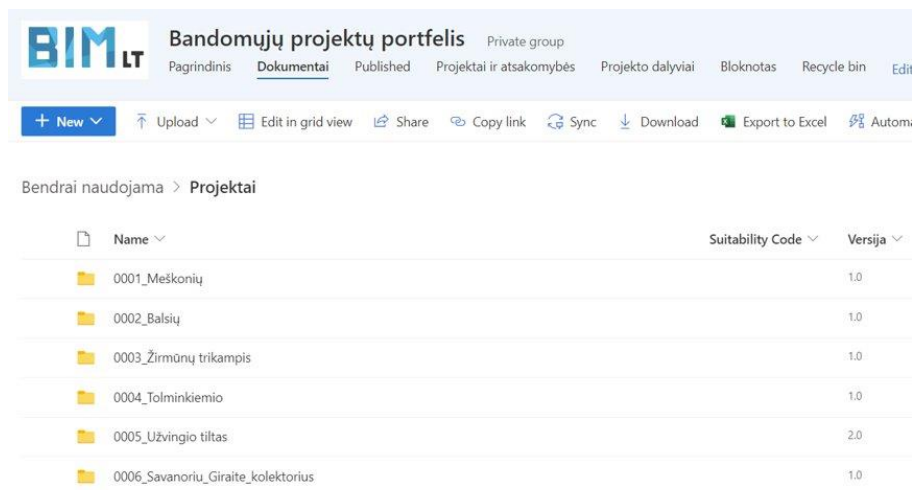 BIM LT
Bandomųjų projektų portfelis Private group
Pagrindinis Dokumentai Published Projektai ir atsakomybės Projekto dalyviai Bloknotas Recycle bin Edit
+ New Upload Edit in grid view Share Copy link Sync Download Export to Excel Automa
Bendrai naudojama > Projektai
Name Suitability Code Versija
0001_Meškonių 1.0
0002_Balsių 1.0
0003_Žirmūnų trikampis 1.0
0004_Tolminkiemio 1.0
0005_Užvingio tiltas 2.0
0006_Savanoriu_Giraite_kolektorius 1.0